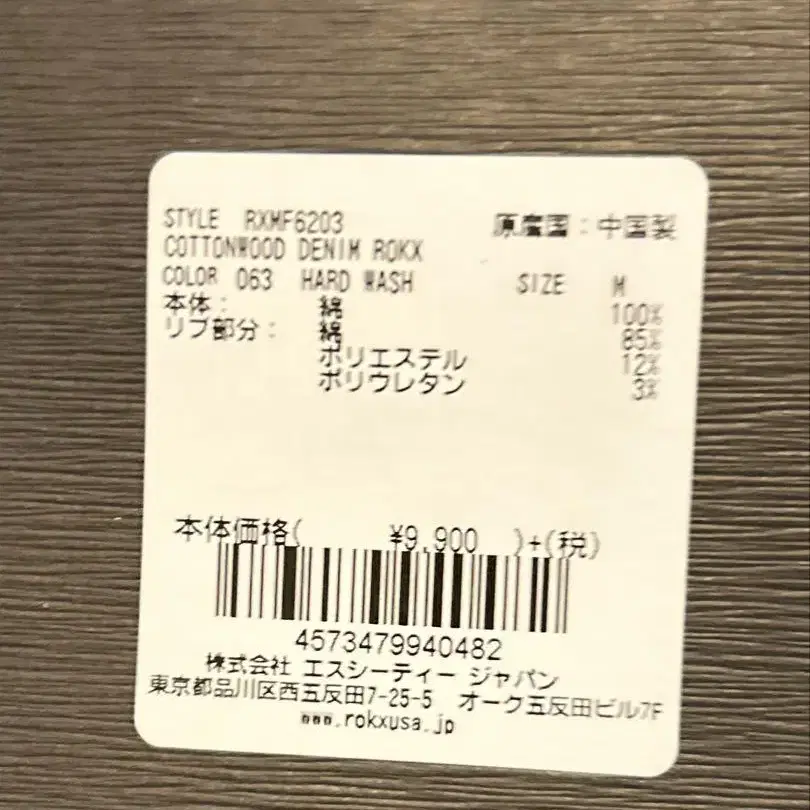 STYLE RXMF6203 原産国：中国製
COTTONWOOD DENIM ROKX
COLOR 063 HARD WASH SIZE M
本体： 綿 100%
リブ部分： 綿 85%
ポリエステル 12%
ポリウレタン 3%
本体価格( ¥9,900 )+(税)
4573479940482
株式会社 エスシーティー ジャパン
東京都品川区西五反田7-25-5 オーク五反田ビル7F
www.rokxusa.jp